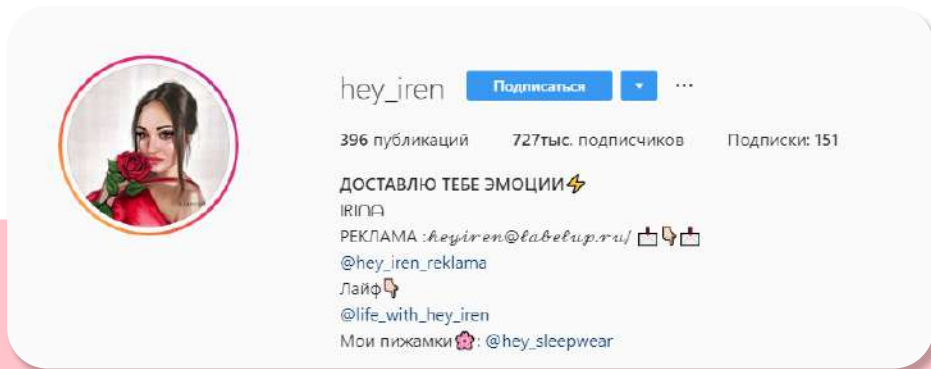 hey_iren Подписаться ...
396 публикаций 727тыс. подписчиков Подписки: 151
ДОСТАВЛЮ ТЕБЕ ЭМОЦИИ⚡
IRINA
РЕКЛАМА :heyiren@labelup.ru/ 📩👇🏻📩
@hey_iren_reklama
Лайф👇🏻
@life_with_hey_iren
Мои пижамки🌸: @hey_sleepwear